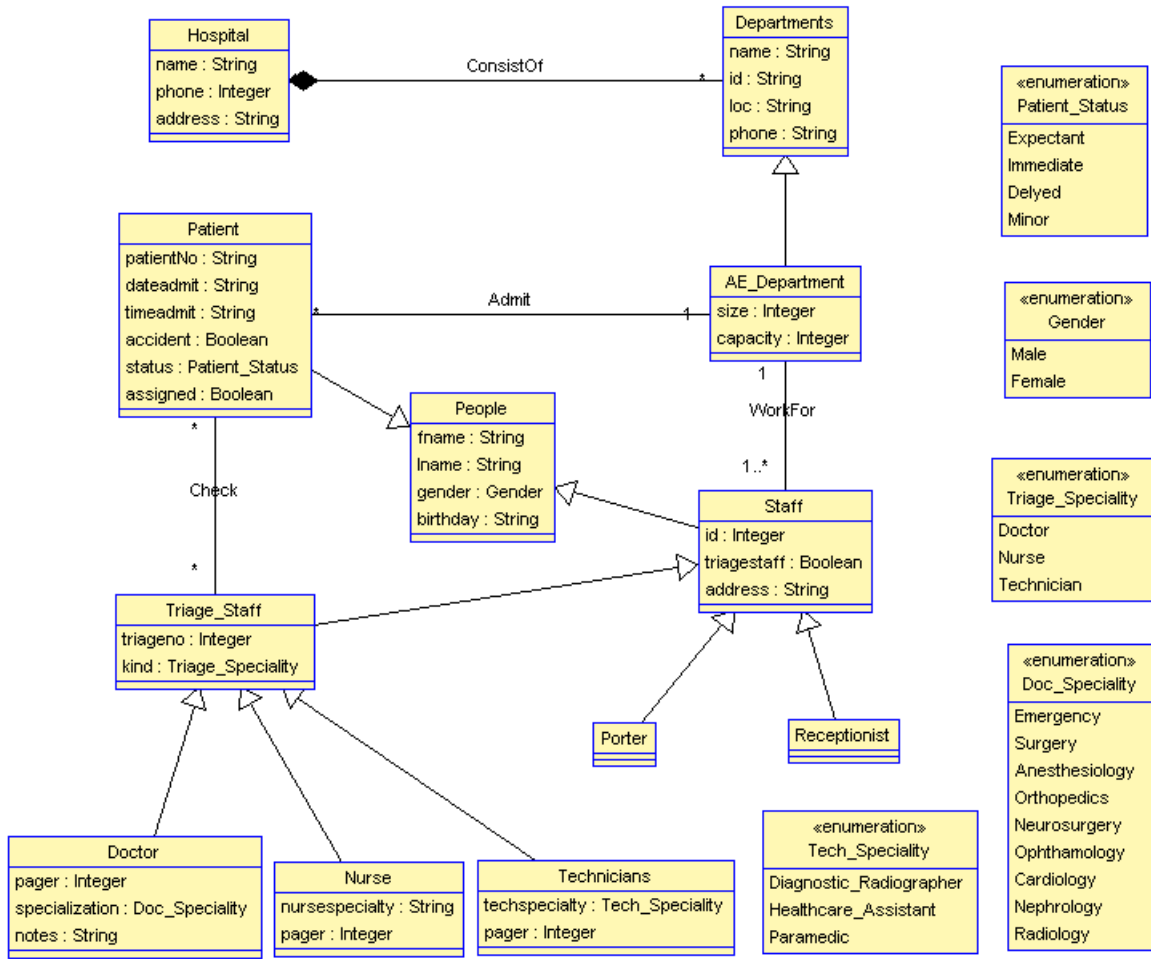 Hospital
name : String
phone : Integer
address : String
ConsistOf
*
Departments
name : String
id : String
loc : String
phone : String
«enumeration»
Patient_Status
Expectant
Immediate
Delyed
Minor
Patient
patientNo : String
dateadmit : String
timeadmit : String
accident : Boolean
status : Patient_Status
assigned : Boolean
*
Admit
1
AE_Department
size : Integer
capacity : Integer
«enumeration»
Gender
Male
Female
1
WorkFor
1..*
People
fname : String
lname : String
gender : Gender
birthday : String
*
Check
*
Staff
id : Integer
triagestaff : Boolean
address : String
«enumeration»
Triage_Speciality
Doctor
Nurse
Technician
Triage_Staff
triageno : Integer
kind : Triage_Speciality
Porter
Receptionist
«enumeration»
Doc_Speciality
Emergency
Surgery
Anesthesiology
Orthopedics
Neurosurgery
Ophthamology
Cardiology
Nephrology
Radiology
Doctor
pager : Integer
specialization : Doc_Speciality
notes : String
Nurse
nursespecialty : String
pager : Integer
Technicians
techspecialty : Tech_Speciality
pager : Integer
«enumeration»
Tech_Speciality
Diagnostic_Radiographer
Healthcare_Assistant
Paramedic